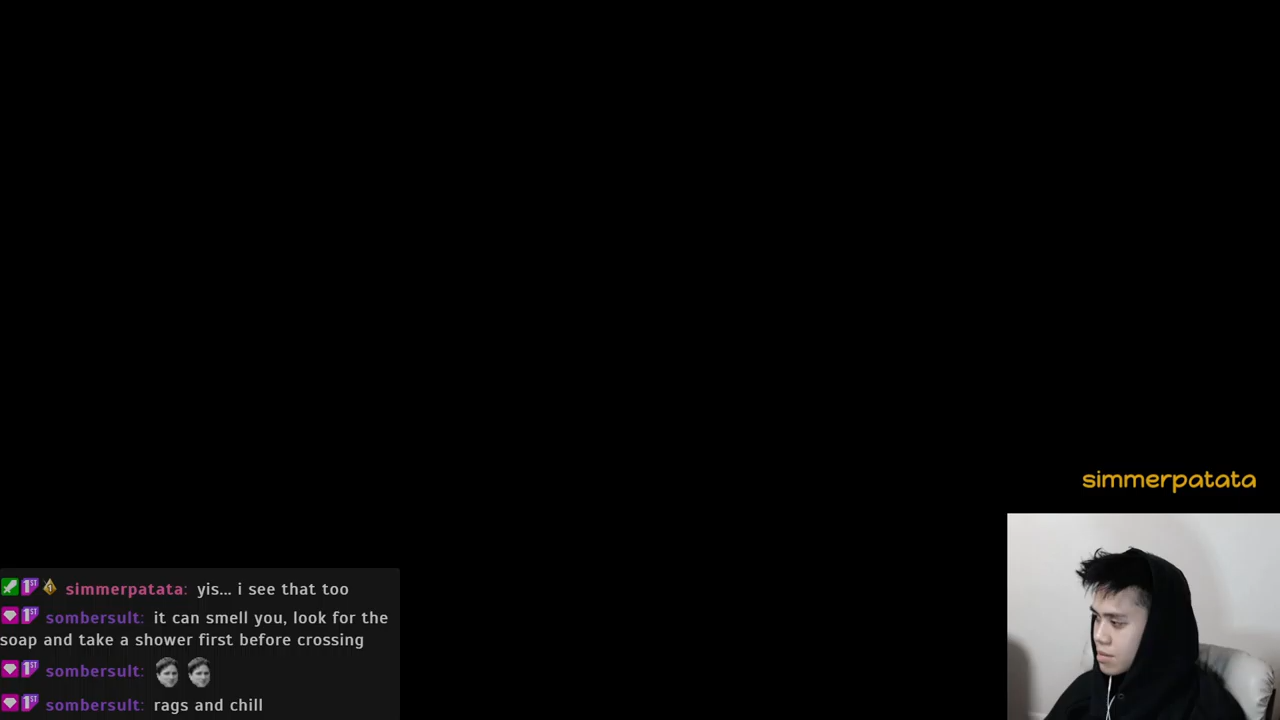 simmerpatata
simmerpatata: yis... i see that too
sombersult: it can smell you, look for the
soap and take a shower first before crossing
sombersult:
sombersult: rags and chill